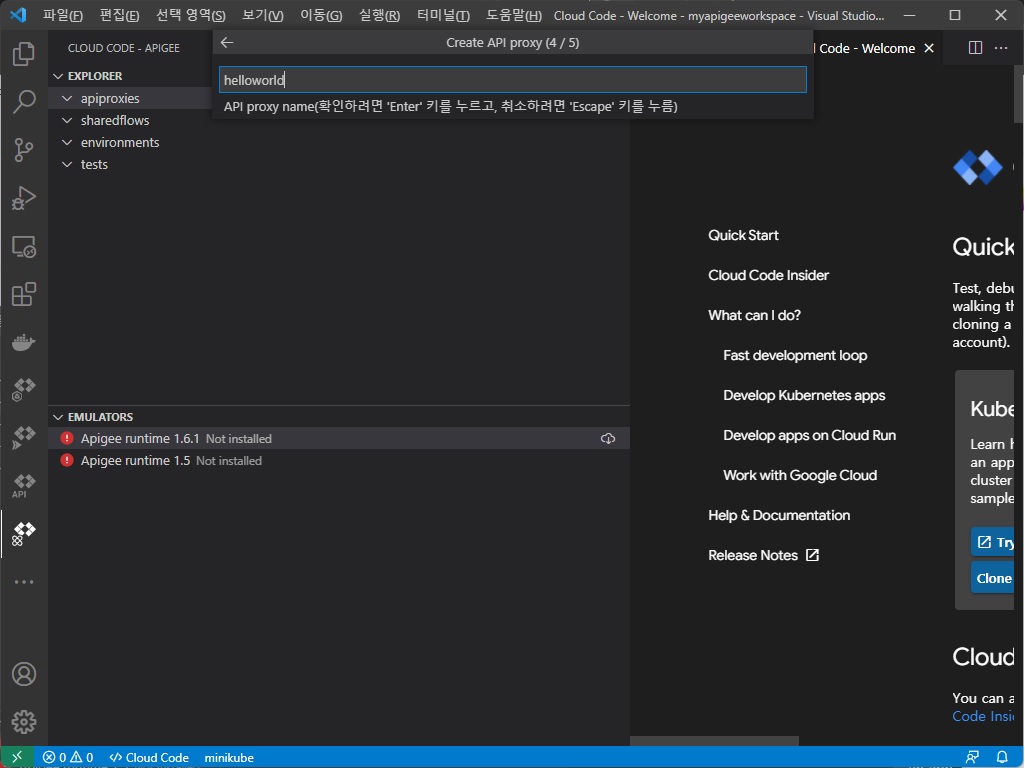 파일(F) 편집(E) 선택 영역(S) 보기(V) 이동(G) 실행(R) 터미널(T) 도움말(H) Cloud Code - Welcome - myapigeeworkspace - Visual Studio...
CLOUD CODE - APIGEE
Create API proxy (4 / 5)
Code - Welcome
helloworld
API proxy name(확인하려면 'Enter' 키를 누르고, 취소하려면 'Escape' 키를 누름)
EXPLORER
apiproxies
sharedflows
environments
tests
EMULATORS
Apigee runtime 1.6.1 Not installed
Apigee runtime 1.5 Not installed
API
Quick Start
Cloud Code Insider
What can I do?
Fast development loop
Develop Kubernetes apps
Develop apps on Cloud Run
Work with Google Cloud
Help & Documentation
Release Notes
Quick
Test, debu
walking th
cloning a
account).
Kube
Learn h
an app
cluster
sample
Try
Clone
Cloud
You can a
Code Insi
0 0 Cloud Code minikube